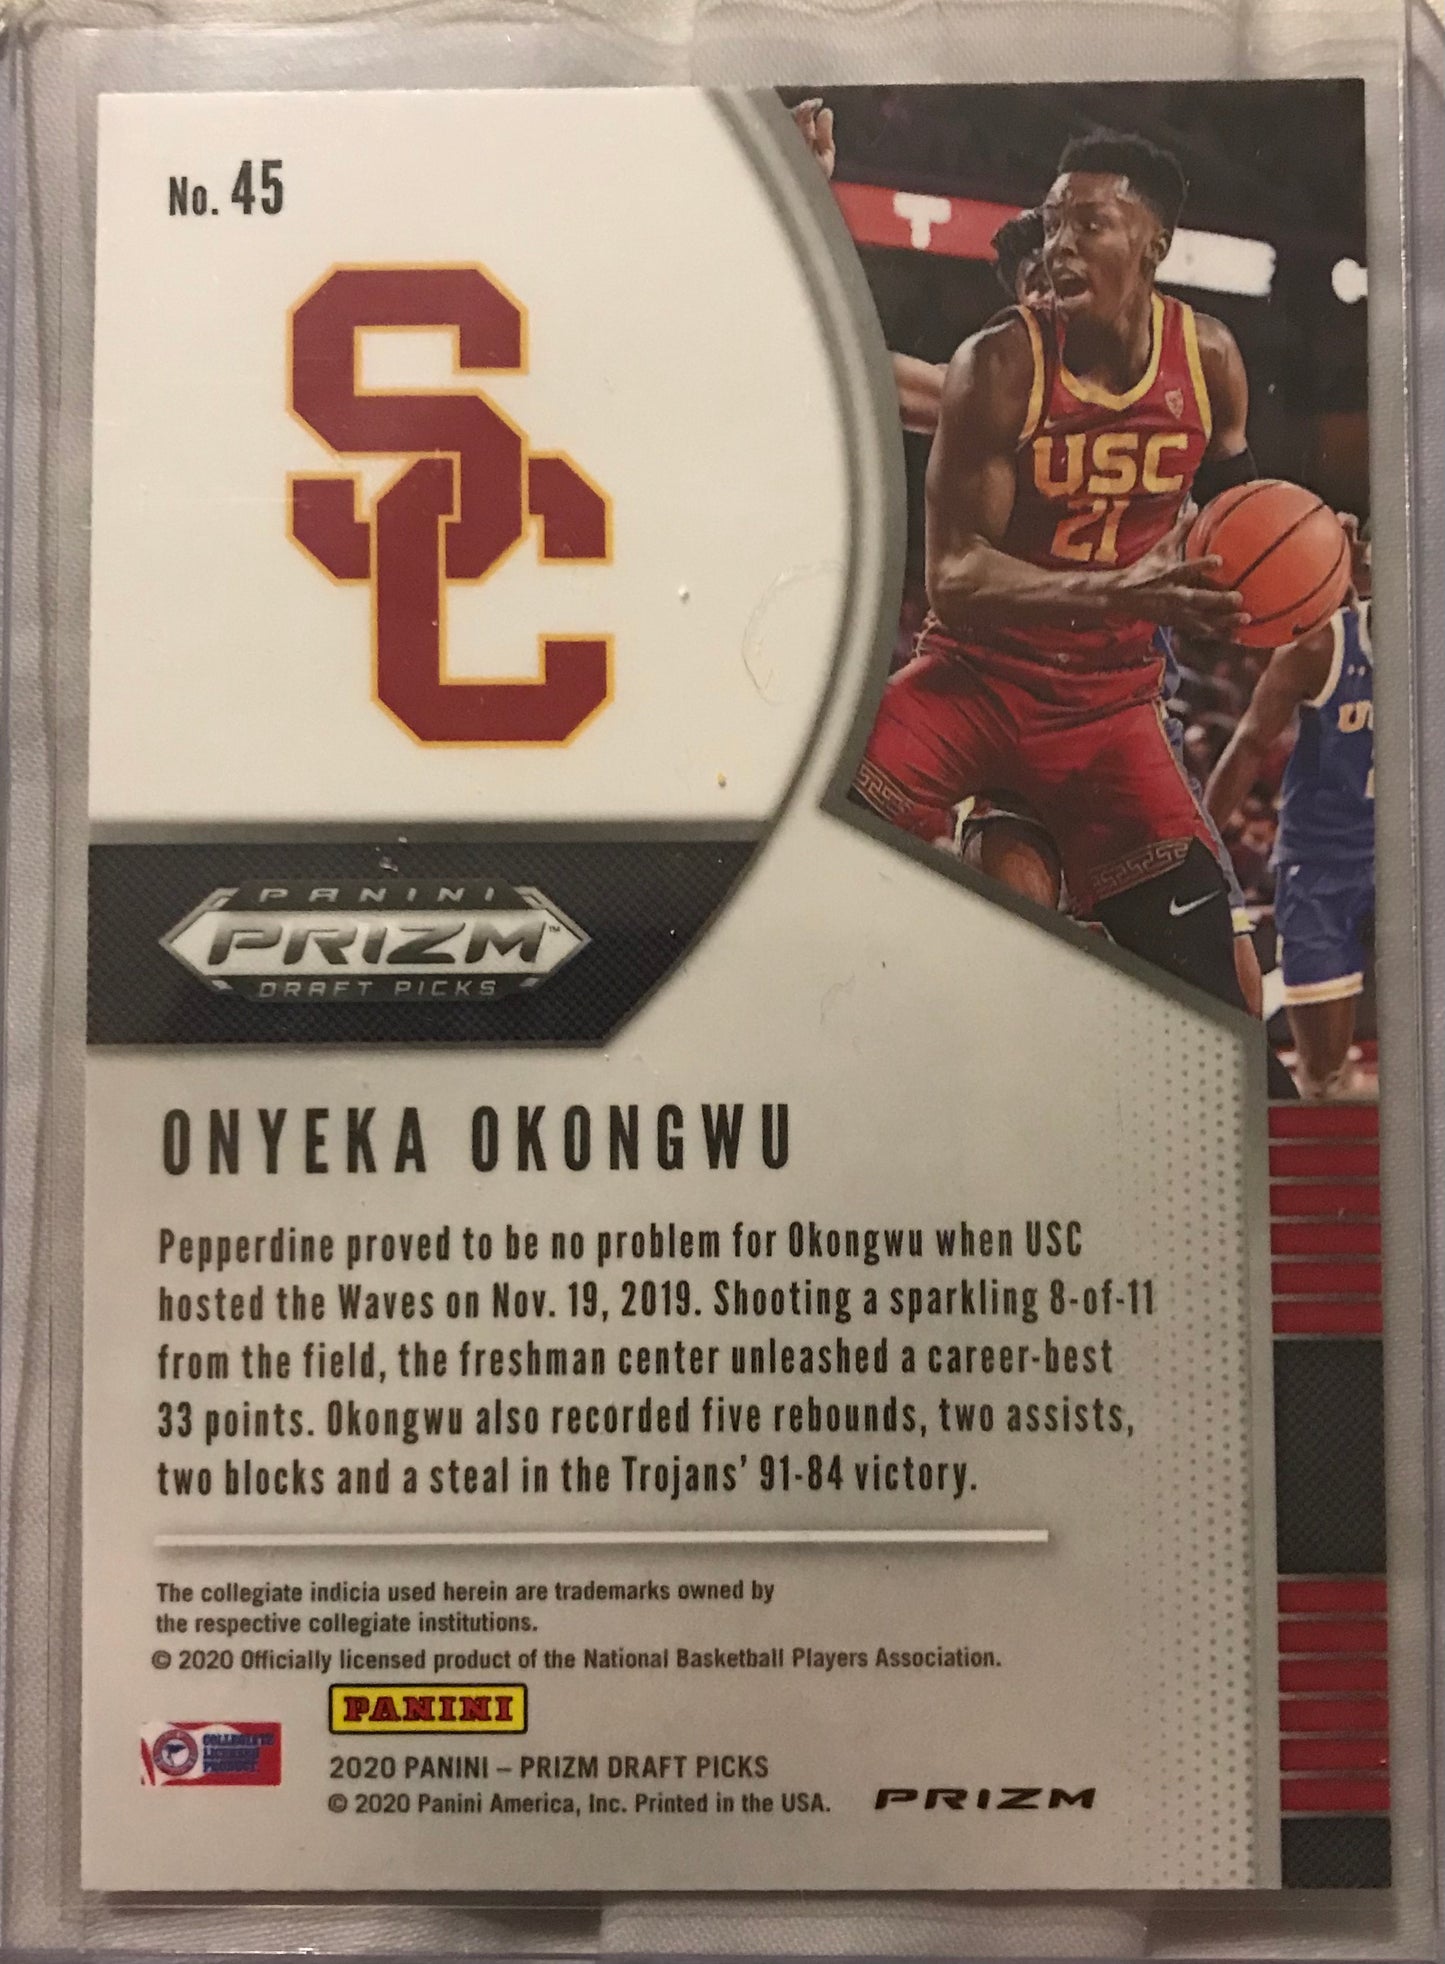 No. 45
SC
T
USC
21
U
PANINI
PRIZM™
DRAFT PICKS
ONYEKA OKONGWU
Pepperdine proved to be no problem for Okongwu when USC
hosted the Waves on Nov. 19, 2019. Shooting a sparkling 8-of-11
from the field, the freshman center unleashed a career-best
33 points. Okongwu also recorded five rebounds, two assists,
two blocks and a steal in the Trojans’ 91-84 victory.
The collegiate indicia used herein are trademarks owned by
the respective collegiate institutions.
© 2020 Officially licensed product of the National Basketball Players Association.
PANINI
COLLEGIATE
LICENSED
PRODUCT
2020 PANINI – PRIZM DRAFT PICKS
© 2020 Panini America, Inc. Printed in the USA.
PRIZM